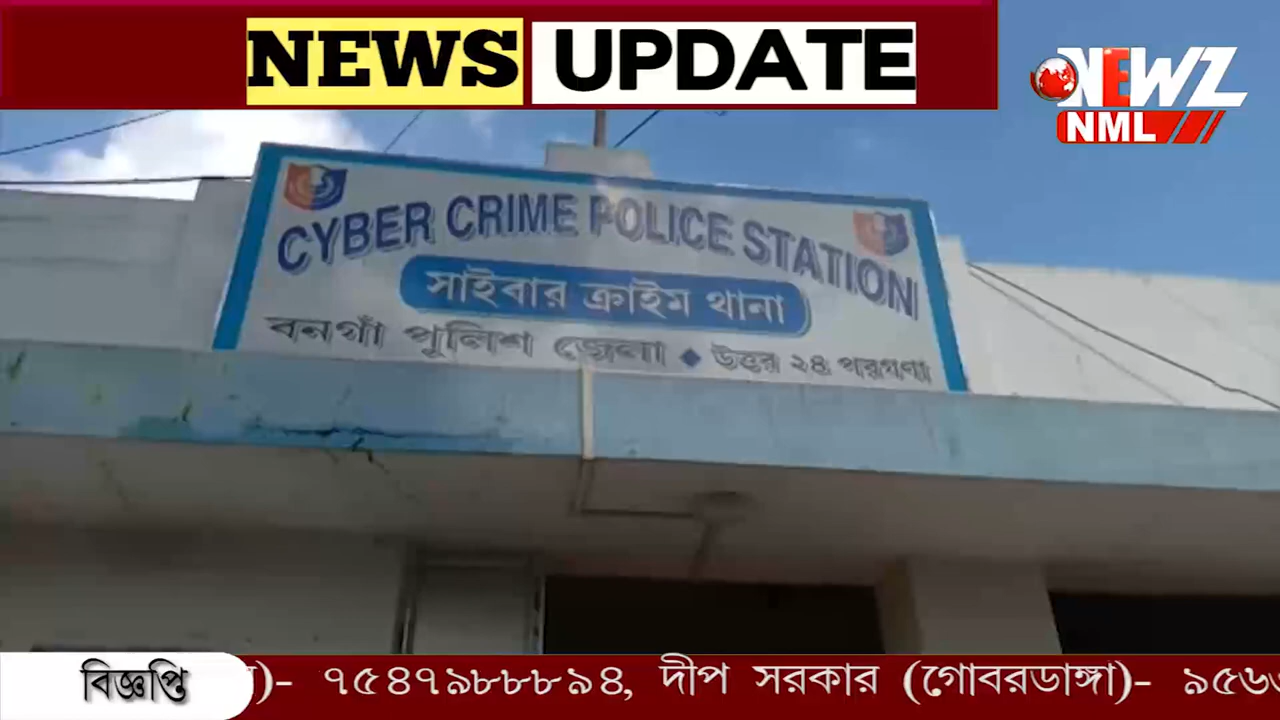 NEWS UPDATE
NEWZ
NML
CYBER CRIME POLICE STATION
সাইবার ক্রাইম থানা
বনগাঁ পুলিশ জেলা ◆ উত্তর ২৪ পরগণা
বিজ্ঞপ্তি
)- ৭৫৪৭৯৮৮৮৯৪, দীপ সরকার (গোবরডাঙ্গা)- ৯৫৬